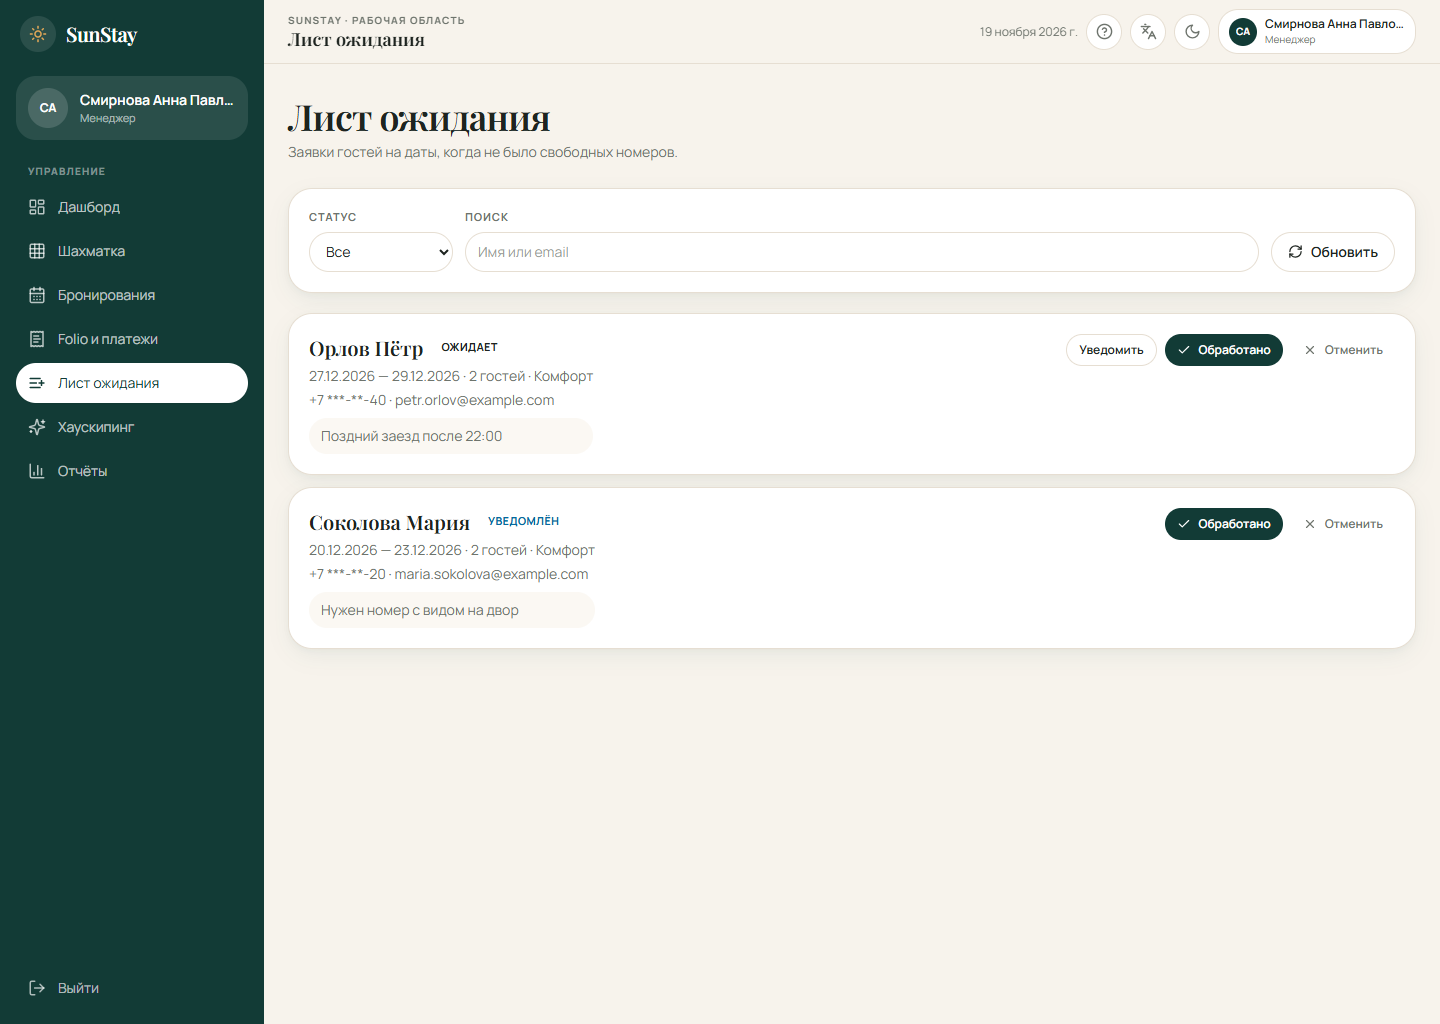 SunStay
СА
Смирнова Анна Павл...
Менеджер
УПРАВЛЕНИЕ
Дашборд
Шахматка
Бронирования
Folio и платежи
Лист ожидания
Хаускипинг
Отчёты
Выйти
SUNSTAY · РАБОЧАЯ ОБЛАСТЬ
Лист ожидания
19 ноября 2026 г.
СА
Смирнова Анна Павло...
Менеджер
Лист ожидания
Заявки гостей на даты, когда не было свободных номеров.
СТАТУС
ПОИСК
Все
Имя или email
Обновить
Орлов Пётр
ОЖИДАЕТ
Уведомить
Обработано
Отменить
27.12.2026 — 29.12.2026 · 2 гостей · Комфорт
+7 ***-**-40 · petr.orlov@example.com
Поздний заезд после 22:00
Соколова Мария
УВЕДОМЛЁН
Обработано
Отменить
20.12.2026 — 23.12.2026 · 2 гостей · Комфорт
+7 ***-**-20 · maria.sokolova@example.com
Нужен номер с видом на двор